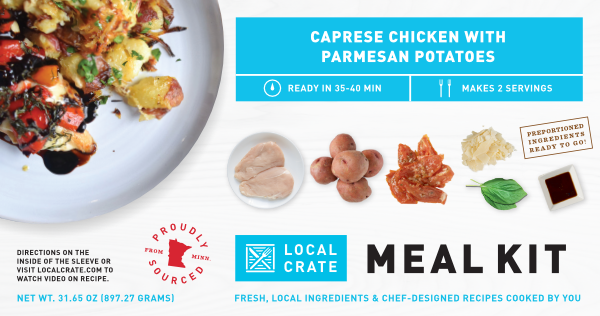 CAPRESE CHICKEN WITH
PARMESAN POTATOES
READY IN 35-40 MIN
MAKES 2 SERVINGS
PREPORTIONED
INGREDIENTS
READY TO GO!
DIRECTIONS ON THE
INSIDE OF THE SLEEVE OR
VISIT LOCALCRATE.COM TO
WATCH VIDEO ON RECIPE.
PROUDLY
FROM MINN.
SOURCED
LOCAL
CRATE
MEAL KIT
NET WT. 31.65 OZ (897.27 GRAMS)
FRESH, LOCAL INGREDIENTS & CHEF-DESIGNED RECIPES COOKED BY YOU